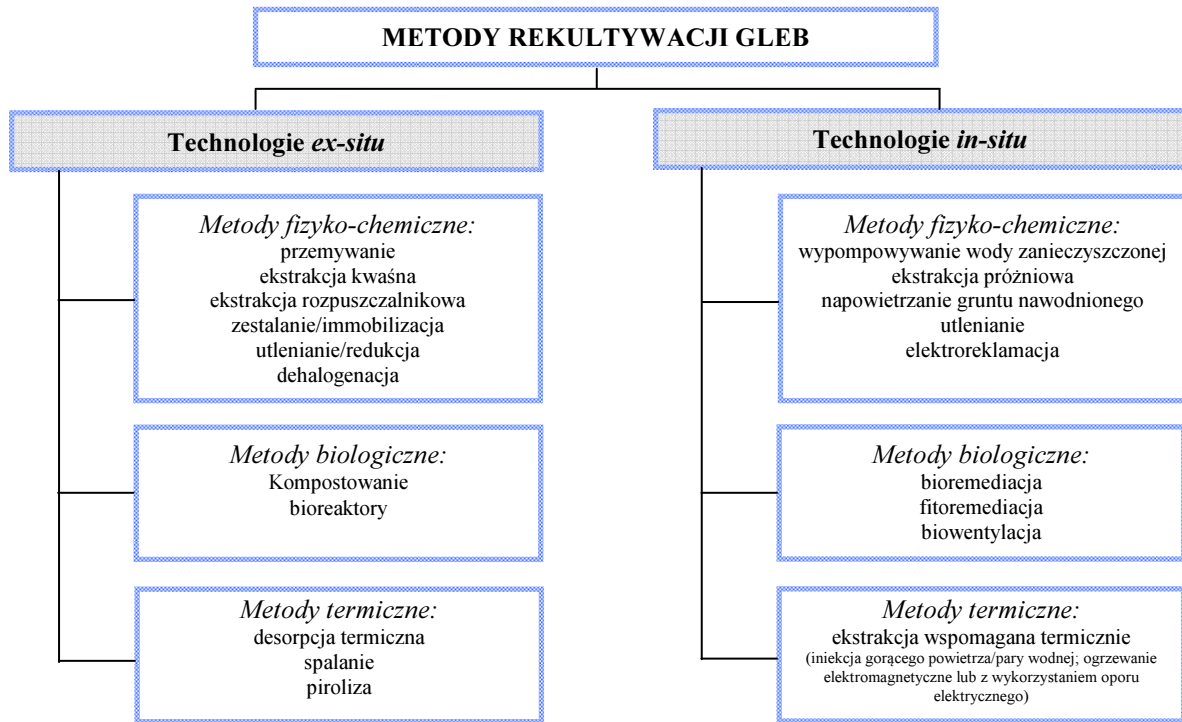 METODY REKULTYWACJI GLEB
Technologie ex-situ
Metody fizyko-chemiczne:
przemywanie
ekstrakcja kwaśna
ekstrakcja rozpuszczalnikowa
zestalanie/immobilizacja
utlenianie/redukcja
dehalogenacja
Metody biologiczne:
Kompostowanie
bioreaktory
Metody termiczne:
desorpcja termiczna
spalanie
piroliza
Technologie in-situ
Metody fizyko-chemiczne:
wypompowywanie wody zanieczyszczonej
ekstrakcja próżniowa
napowietrzanie gruntu nawodnionego
utlenianie
elektroreklamacja
Metody biologiczne:
bioremediacja
fitoremediacja
biowentylacja
Metody termiczne:
ekstrakcja wspomagana termicznie
(iniekcja gorącego powietrza/pary wodnej; ogrzewanie
elektromagnetyczne lub z wykorzystaniem oporu
elektrycznego)